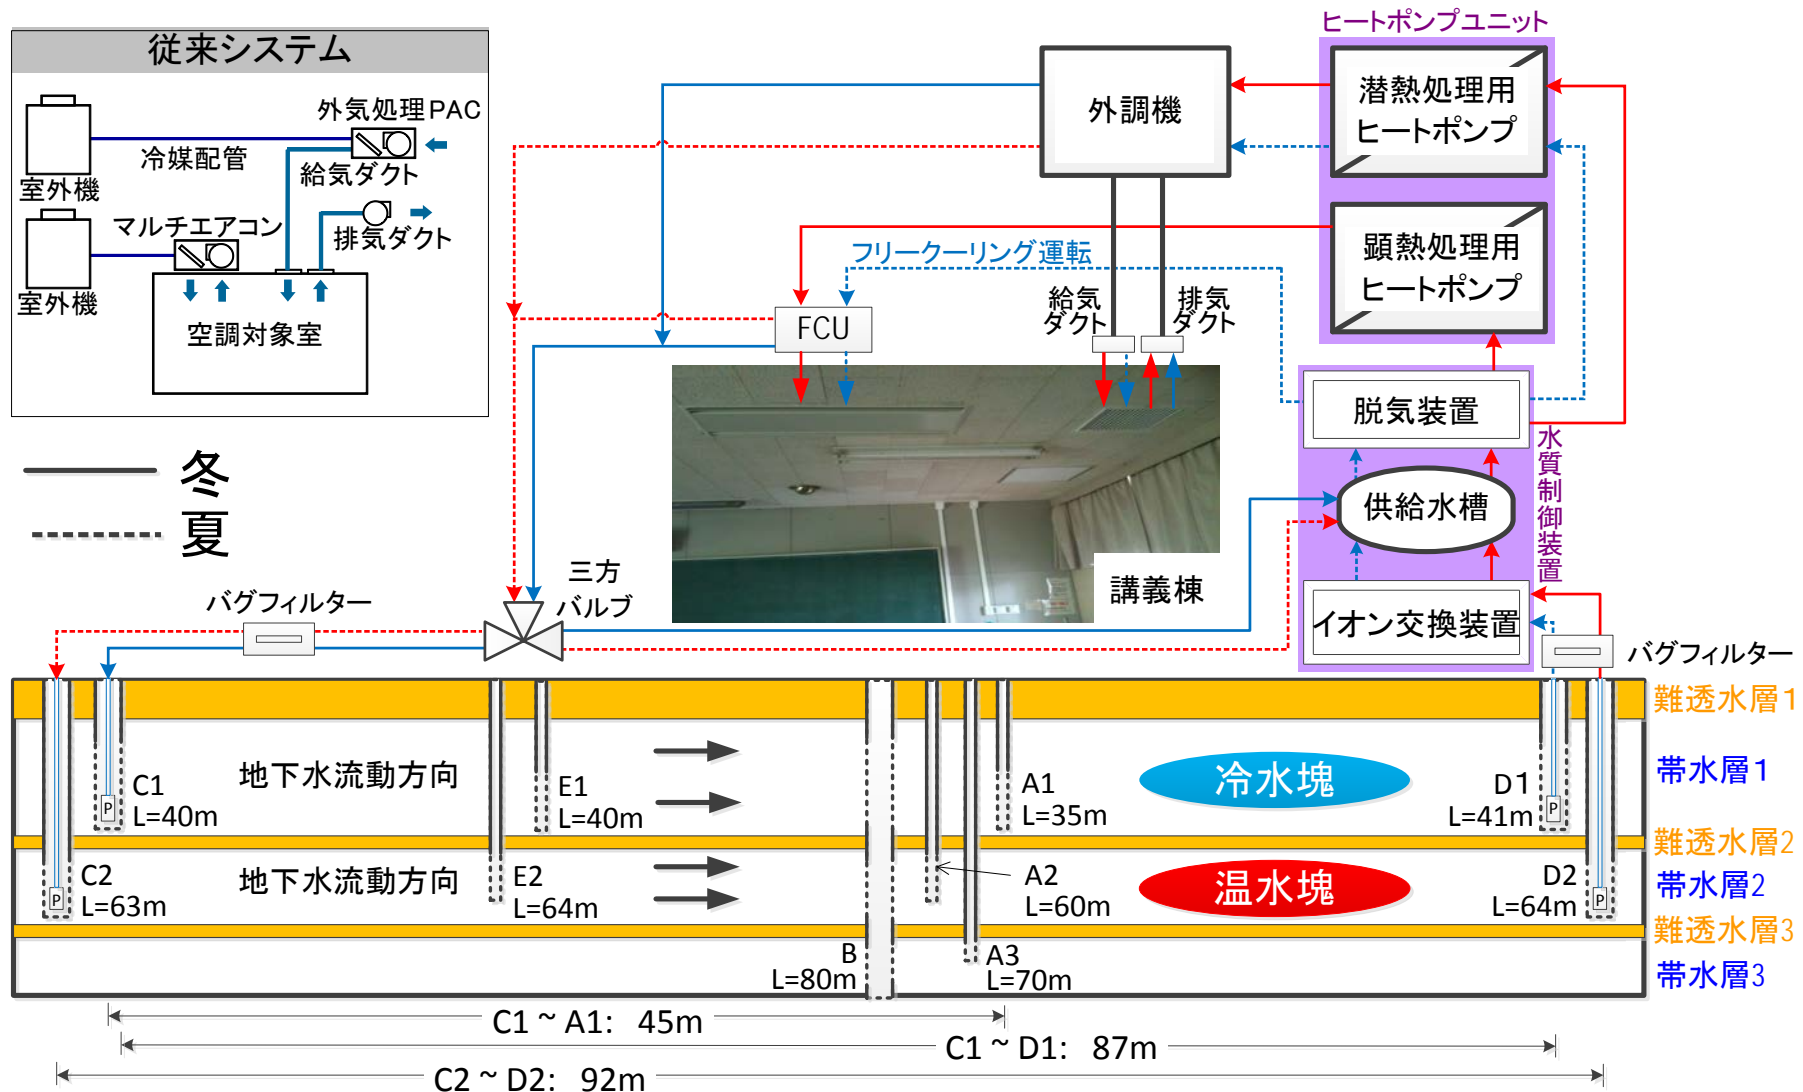 従来システム
外気処理PAC
冷媒配管
給気ダクト
室外機
マルチエアコン
排気ダクト
室外機
空調対象室
冬
夏
ヒートポンプユニット
外調機
潜熱処理用
ヒートポンプ
顕熱処理用
ヒートポンプ
フリークーリング運転
FCU
給気
ダクト
排気
ダクト
脱気装置
供給水槽
イオン交換装置
水質制御装置
講義棟
三方
バルブ
バグフィルター
バグフィルター
難透水層1
帯水層1
難透水層2
帯水層2
難透水層3
帯水層3
地下水流動方向
地下水流動方向
C1
L=40m
P
C2
L=63m
P
E1
L=40m
E2
L=64m
A1
L=35m
A2
L=60m
A3
L=70m
B
L=80m
冷水塊
温水塊
D1
L=41m
P
D2
L=64m
P
C1 ~ A1: 45m
C1 ~ D1: 87m
C2 ~ D2: 92m